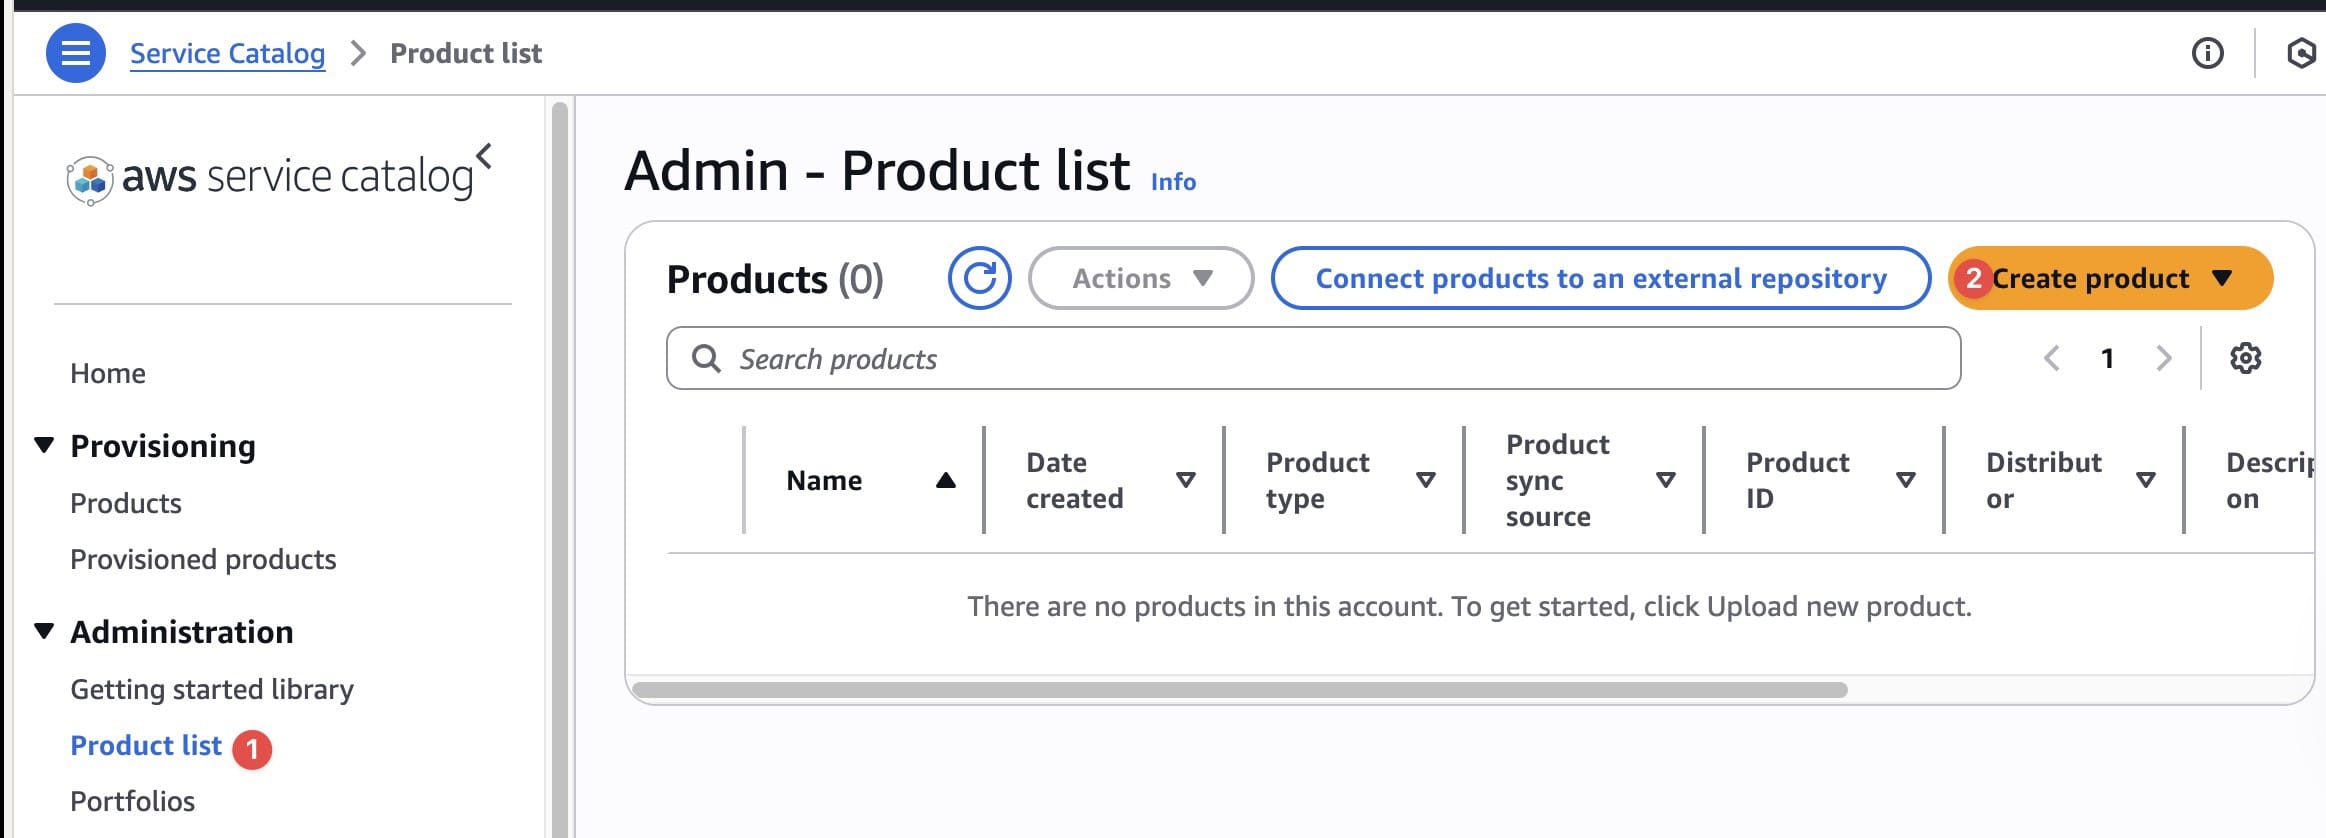 Service Catalog > Product list
aws service catalog
Home
Provisioning
Products
Provisioned products
Administration
Getting started library
Product list 1
Portfolios
Admin - Product list Info
Products (0)
Actions
Connect products to an external repository
2 Create product
Search products
1
Name
Date created
Product type
Product sync source
Product ID
Distributor
There are no products in this account. To get started, click Upload new product.